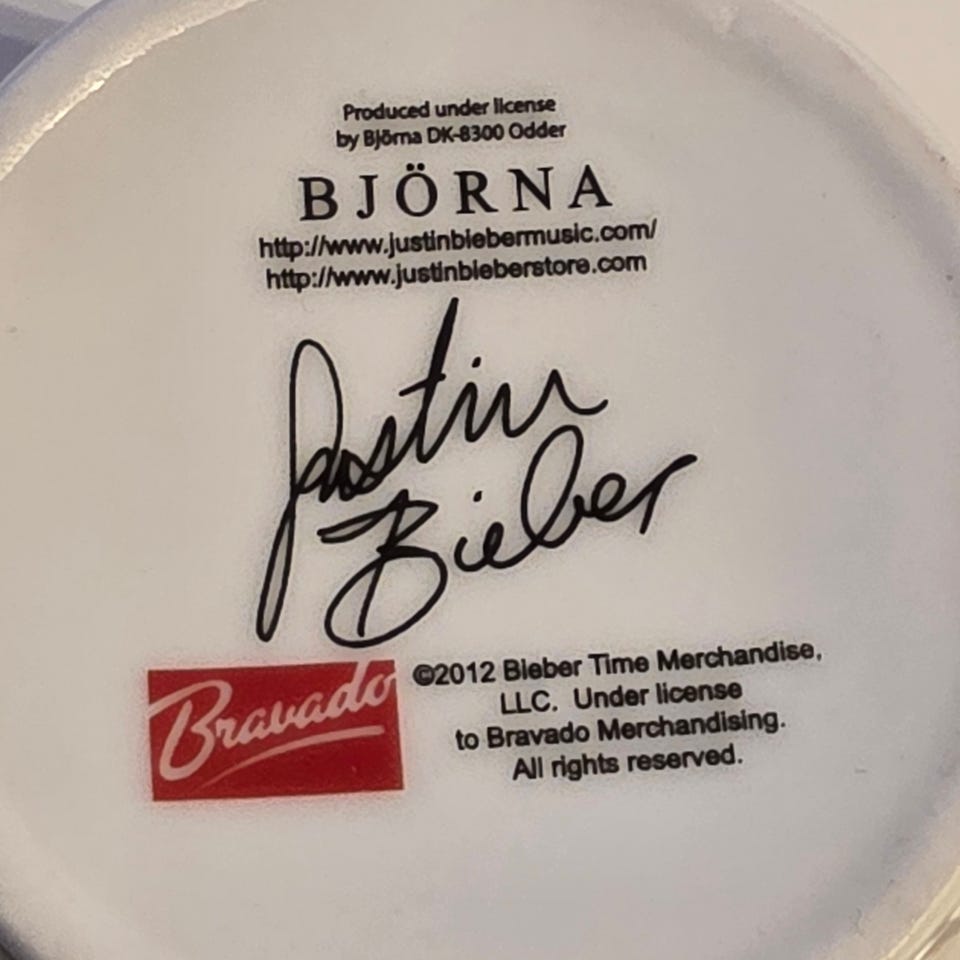 Produced under license
by Björna DK-8300 Odder
BJÖRNA
http://www.justinbiebermusic.com/
http://www.justinbieberstore.com
Justin
Bieber
Bravado
©2012 Bieber Time Merchandise,
LLC. Under license
to Bravado Merchandising.
All rights reserved.